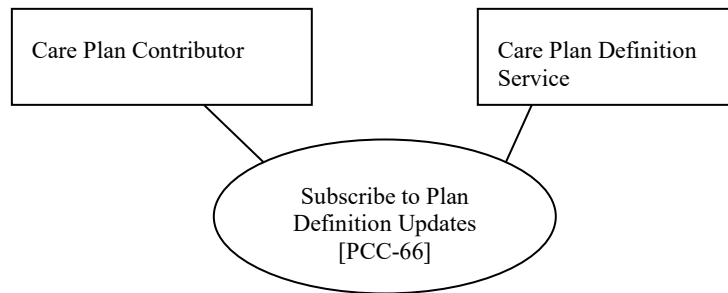 Care Plan Contributor
Care Plan Definition
Service
Subscribe to Plan
Definition Updates
[PCC-66]